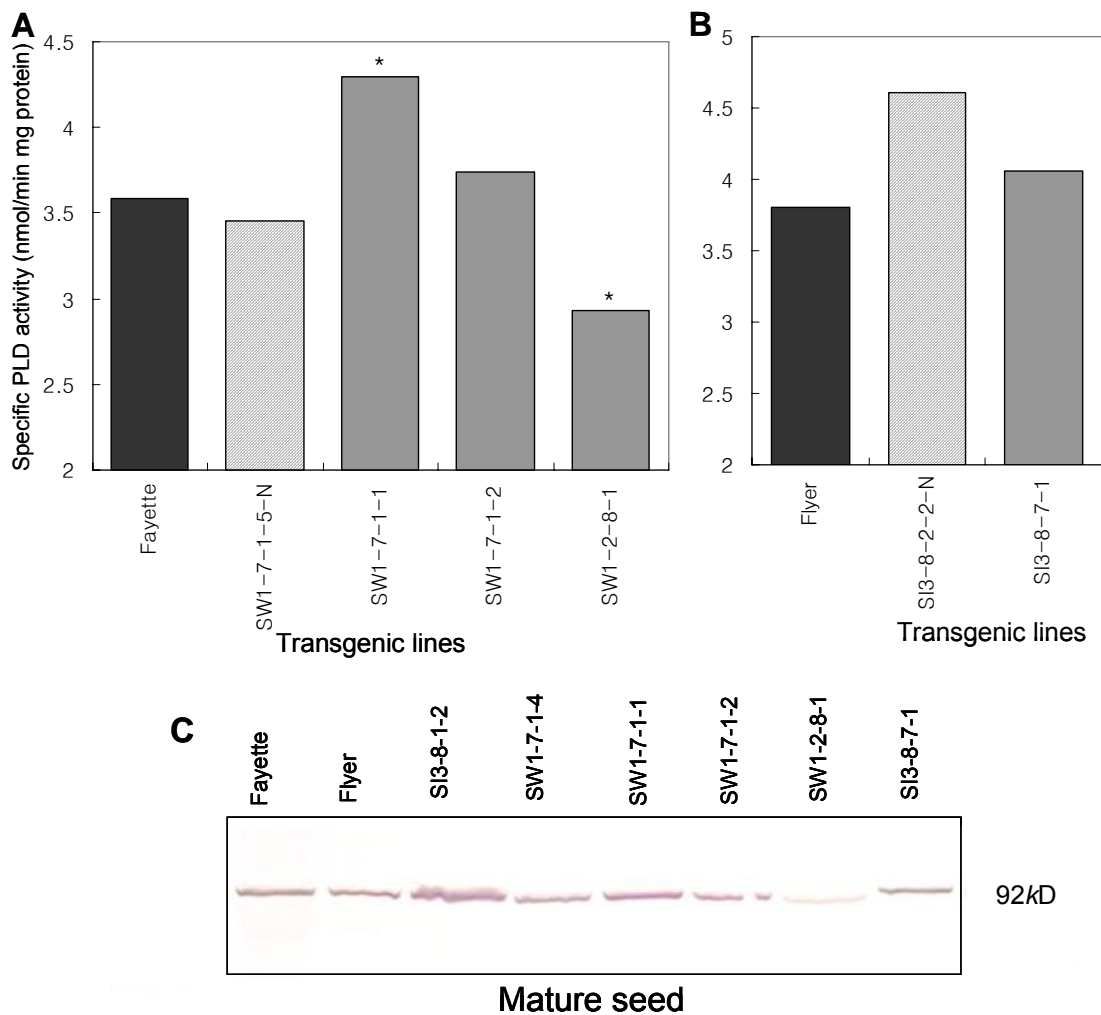 A
Specific PLD activity (nmol/min mg protein)
4.5
4
3.5
3
2.5
2
*
*
Fayette
SW1-7-1-5-N
SW1-7-1-1
SW1-7-1-2
SW1-2-8-1
Transgenic lines
B
5
4.5
4
3.5
3
2.5
2
Flyer
SI3-8-2-2-N
SI3-8-7-1
Transgenic lines
C
Fayette
Flyer
SI3-8-1-2
SW1-7-1-4
SW1-7-1-1
SW1-7-1-2
SW1-2-8-1
SI3-8-7-1
92kD
Mature seed